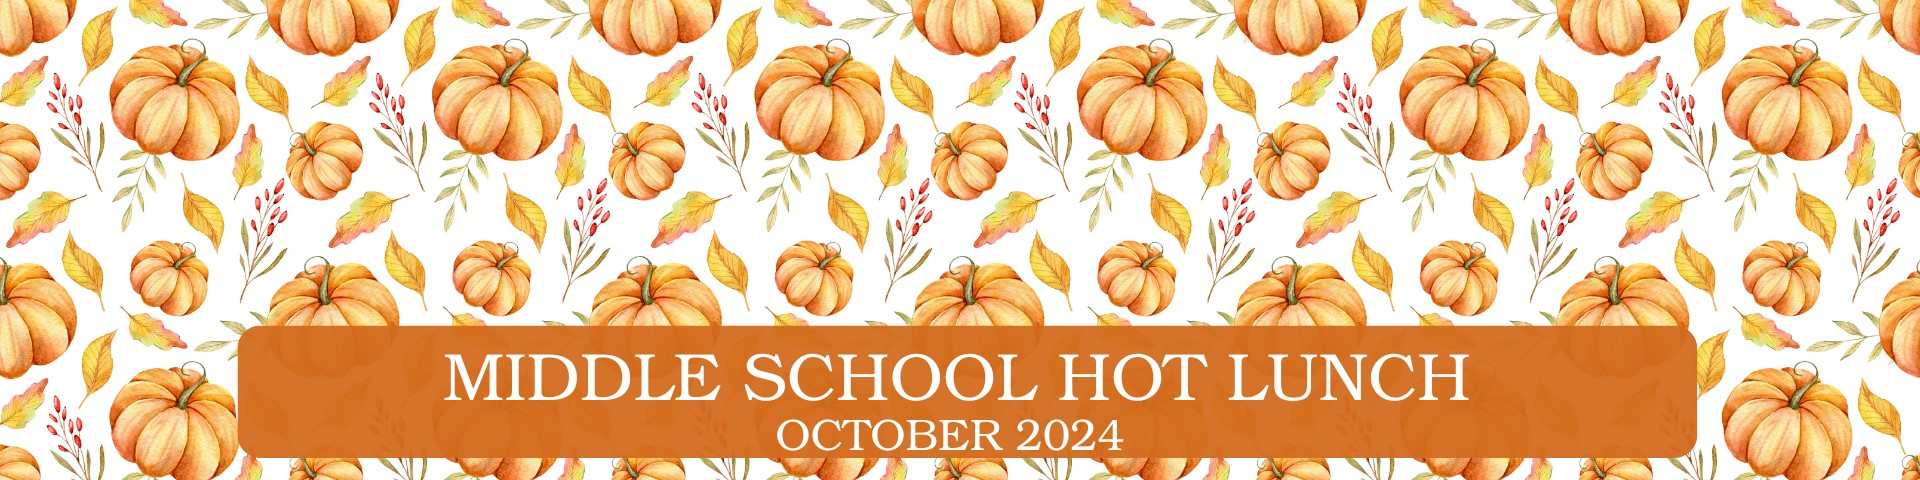 MIDDLE SCHOOL HOT LUNCH
OCTOBER 2024